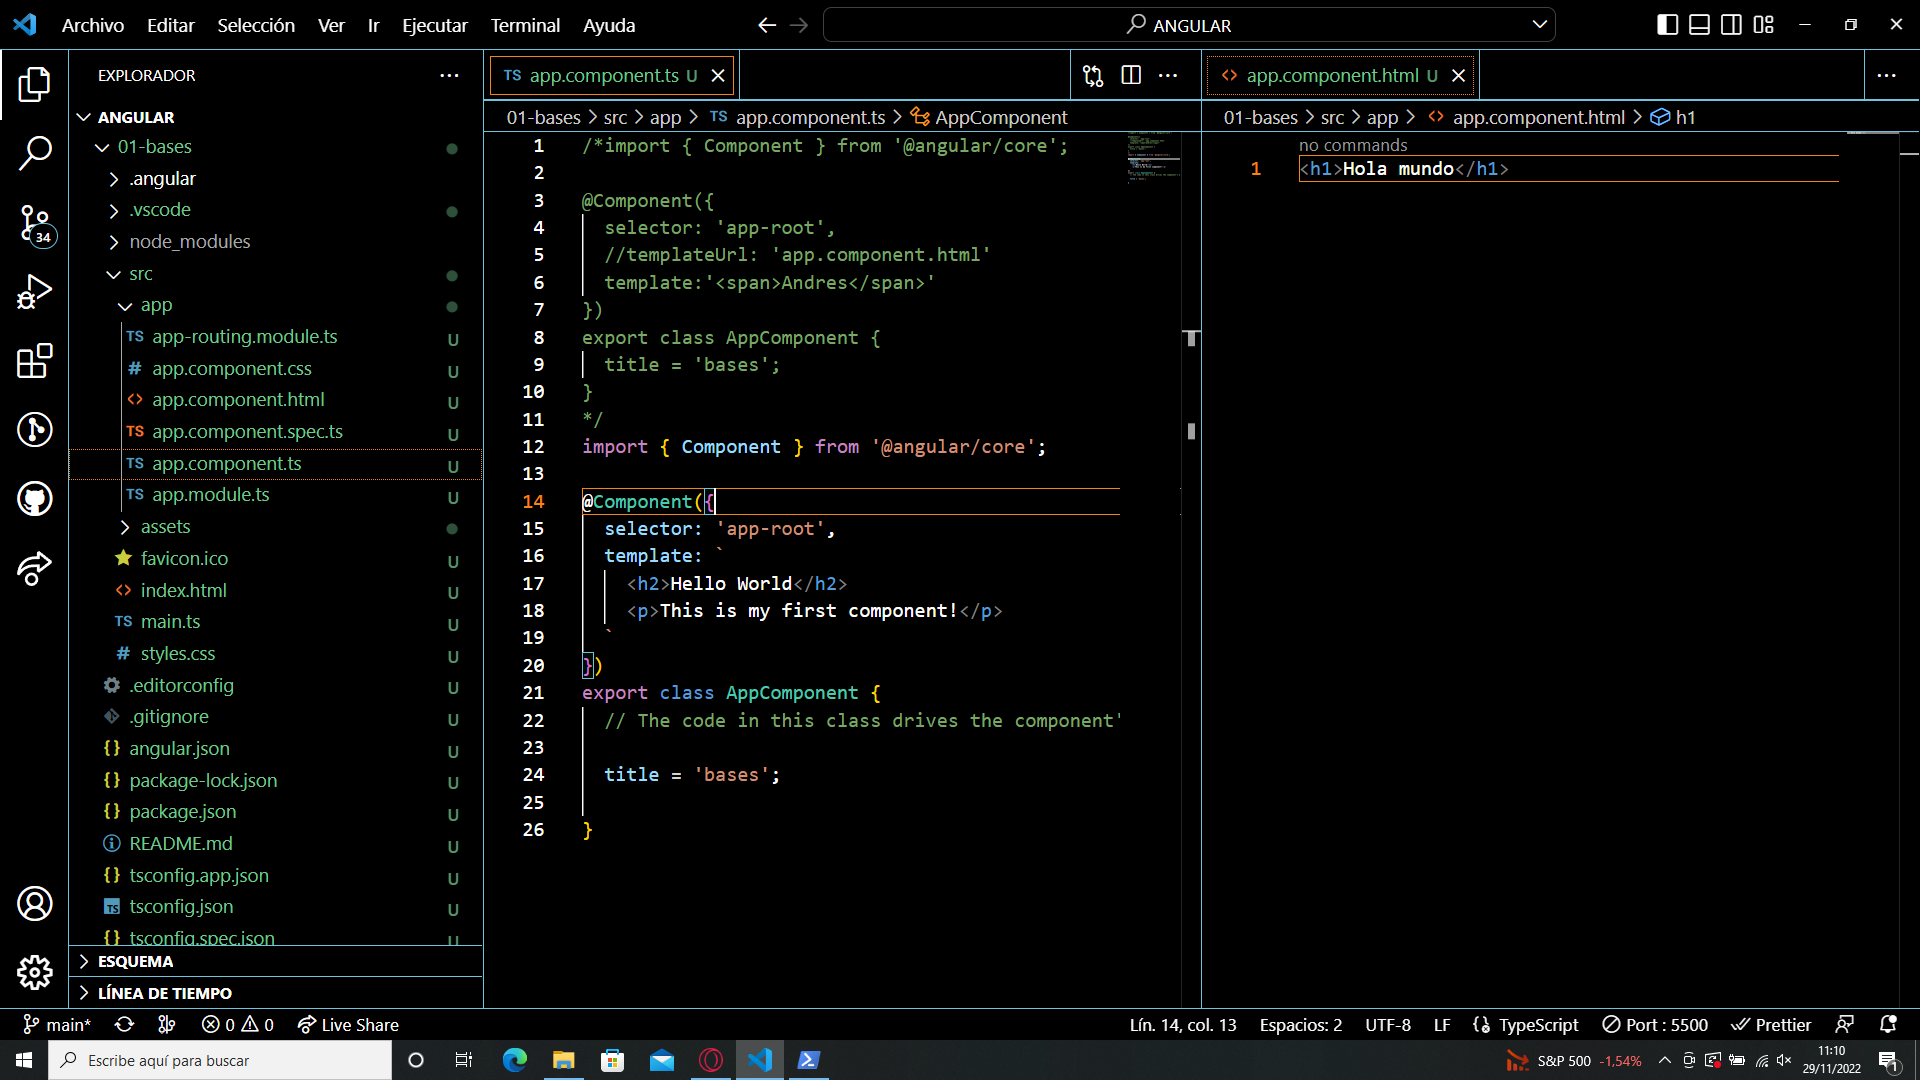 Archivo Editar Selección Ver Ir Ejecutar Terminal Ayuda
ANGULAR
EXPLORADOR
ANGULAR
01-bases
.angular
.vscode
node_modules
src
app
TS app-routing.module.ts U
# app.component.css U
<> app.component.html U
TS app.component.spec.ts U
TS app.component.ts U
TS app.module.ts U
assets
favicon.ico U
<> index.html U
TS main.ts U
# styles.css U
.editorconfig U
.gitignore U
{} angular.json U
{} package-lock.json U
{} package.json U
README.md U
{} tsconfig.app.json U
TS tsconfig.json U
{} tsconfig.spec.json U
ESQUEMA
LÍNEA DE TIEMPO
34
TS app.component.ts U
01-bases > src > app > TS app.component.ts > AppComponent
1 /*import { Component } from '@angular/core';
2
3 @Component({
4 selector: 'app-root',
5 //templateUrl: 'app.component.html'
6 template:'<span>Andres</span>'
7 })
8 export class AppComponent {
9 title = 'bases';
10 }
11 */
12 import { Component } from '@angular/core';
13
14 @Component({
15 selector: 'app-root',
16 template: `
17 <h2>Hello World</h2>
18 <p>This is my first component!</p>
19 `
20 })
21 export class AppComponent {
22 // The code in this class drives the component'
23
24 title = 'bases';
25
26 }
<> app.component.html U
01-bases > src > app > <> app.component.html > h1
no commands
1 <h1>Hola mundo</h1>
main* 0 0 Live Share
Lín. 14, col. 13 Espacios: 2 UTF-8 LF TypeScript Port : 5500 Prettier
Escribe aquí para buscar
S&P 500 -1,54%
11:10
29/11/2022
1